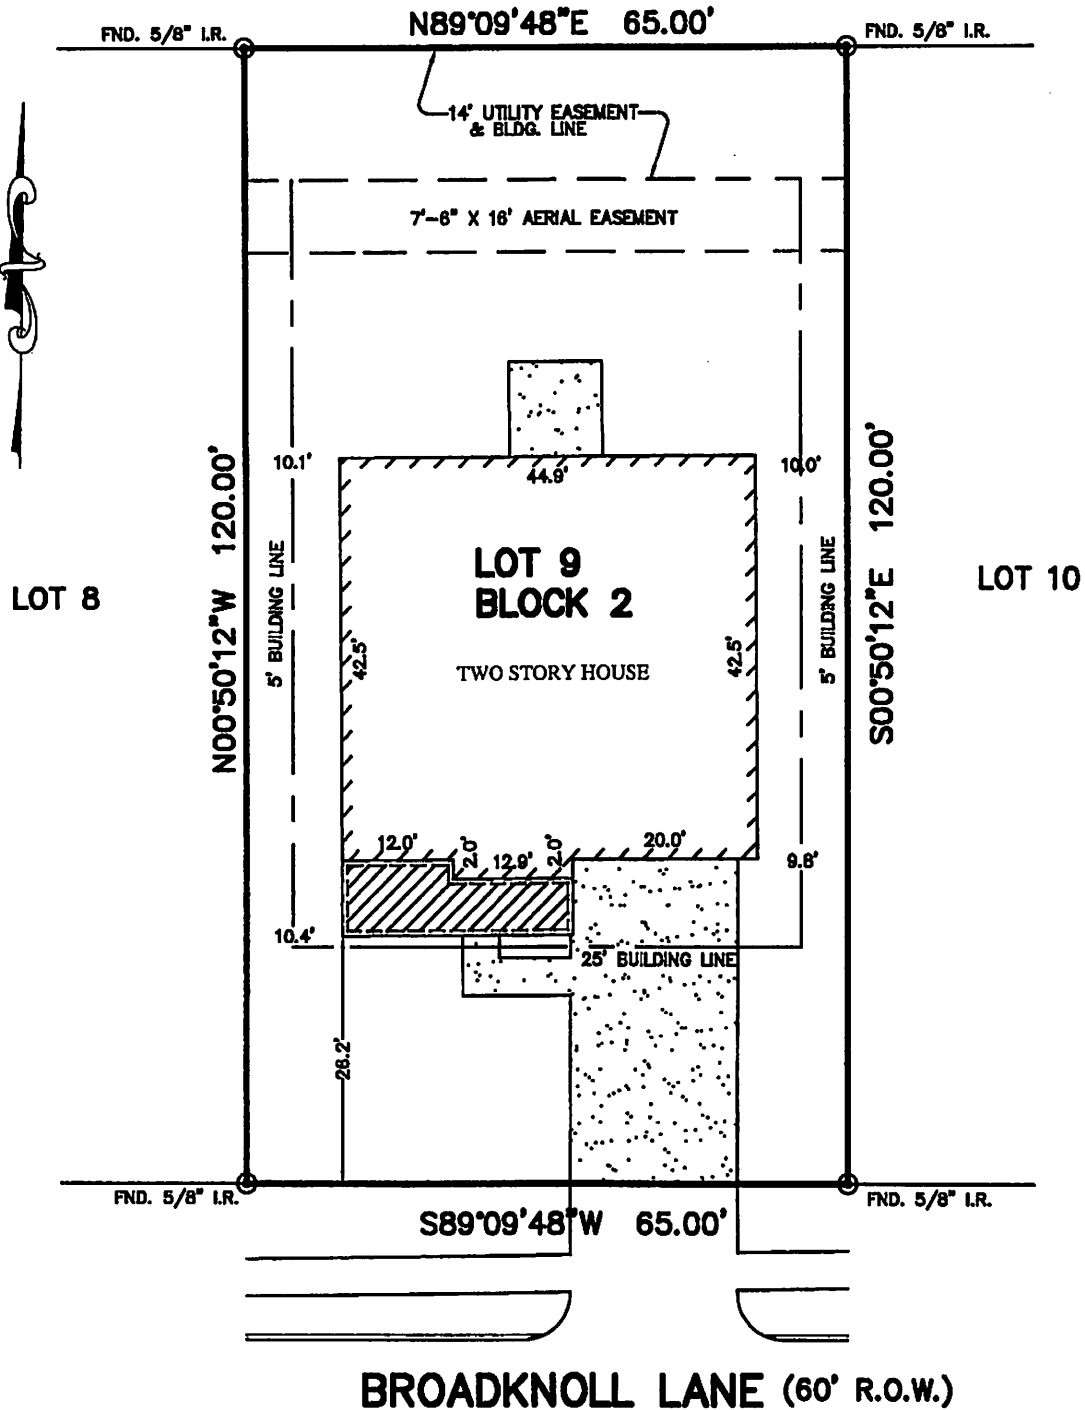 N89°09'48"E 65.00'
FND. 5/8" I.R.
FND. 5/8" I.R.
14' UTILITY EASEMENT
& BLDG. LINE
7'-6" X 16' AERIAL EASEMENT
10.1'
44.9'
10.0'
N00°50'12"W 120.00'
S00°50'12"E 120.00'
LOT 8
5' BUILDING LINE
LOT 9
BLOCK 2
5' BUILDING LINE
LOT 10
42.5'
TWO STORY HOUSE
42.5'
12.0'
2.0'
12.9'
2.0'
20.0'
9.8'
10.4'
25' BUILDING LINE
26.2'
FND. 5/8" I.R.
FND. 5/8" I.R.
S89°09'48"W 65.00'
BROADKNOLL LANE (60' R.O.W.)